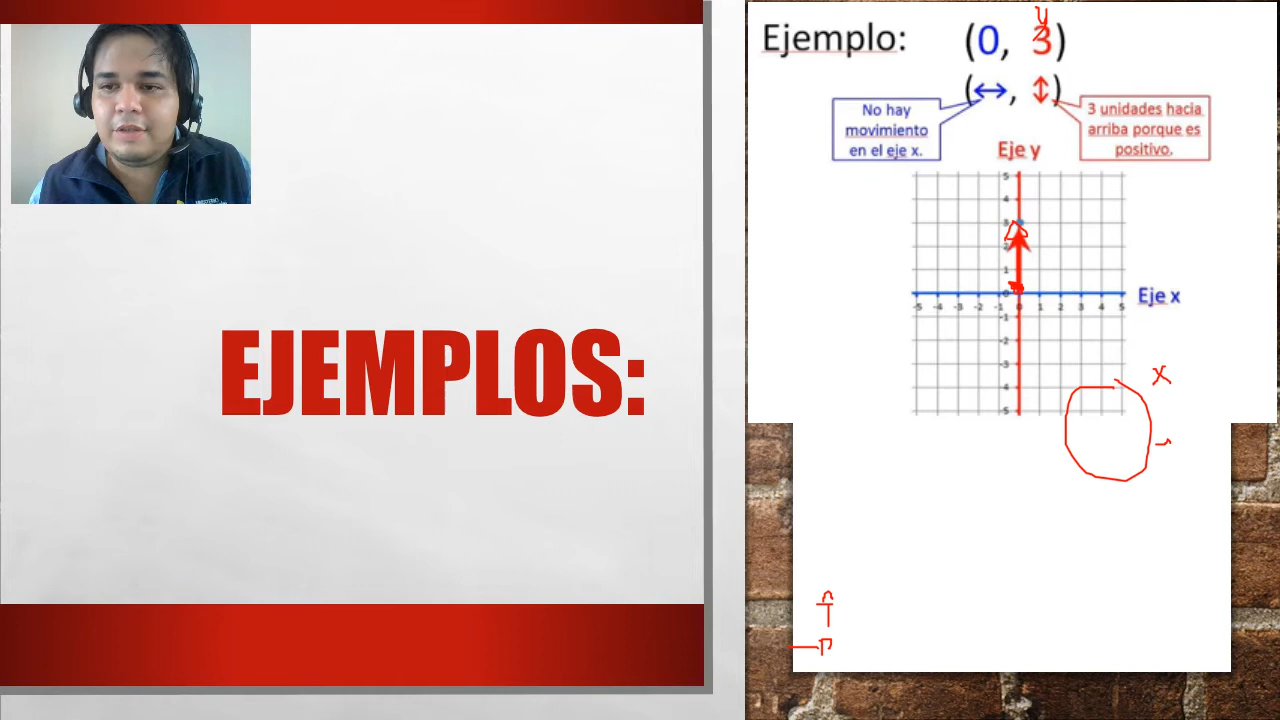 EJEMPLOS:
y
Ejemplo: (0, 3)
(↔, ↕)
No hay
movimiento
en el eje x.
3 unidades hacia
arriba porque es
positivo.
Eje y
5
4
3
2
1
0
-5 -4 -3 -2 -1 0 1 2 3 4 5
Eje x
-1
-2
-3
-4
-5
x